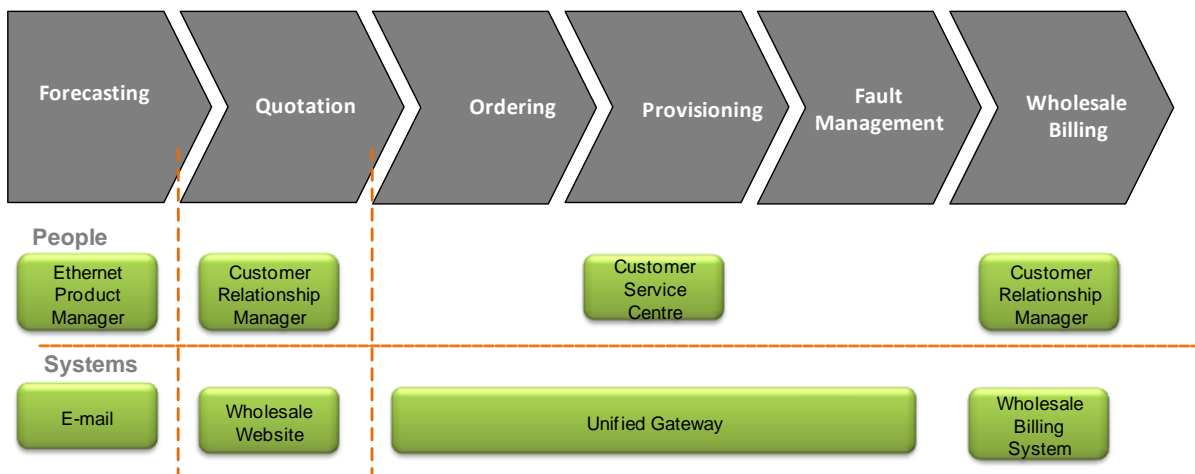 Forecasting
Quotation
Ordering
Provisioning
Fault
Management
Wholesale
Billing
People
Ethernet
Product
Manager
Customer
Relationship
Manager
Customer
Service
Centre
Customer
Relationship
Manager
Systems
E-mail
Wholesale
Website
Unified Gateway
Wholesale
Billing
System